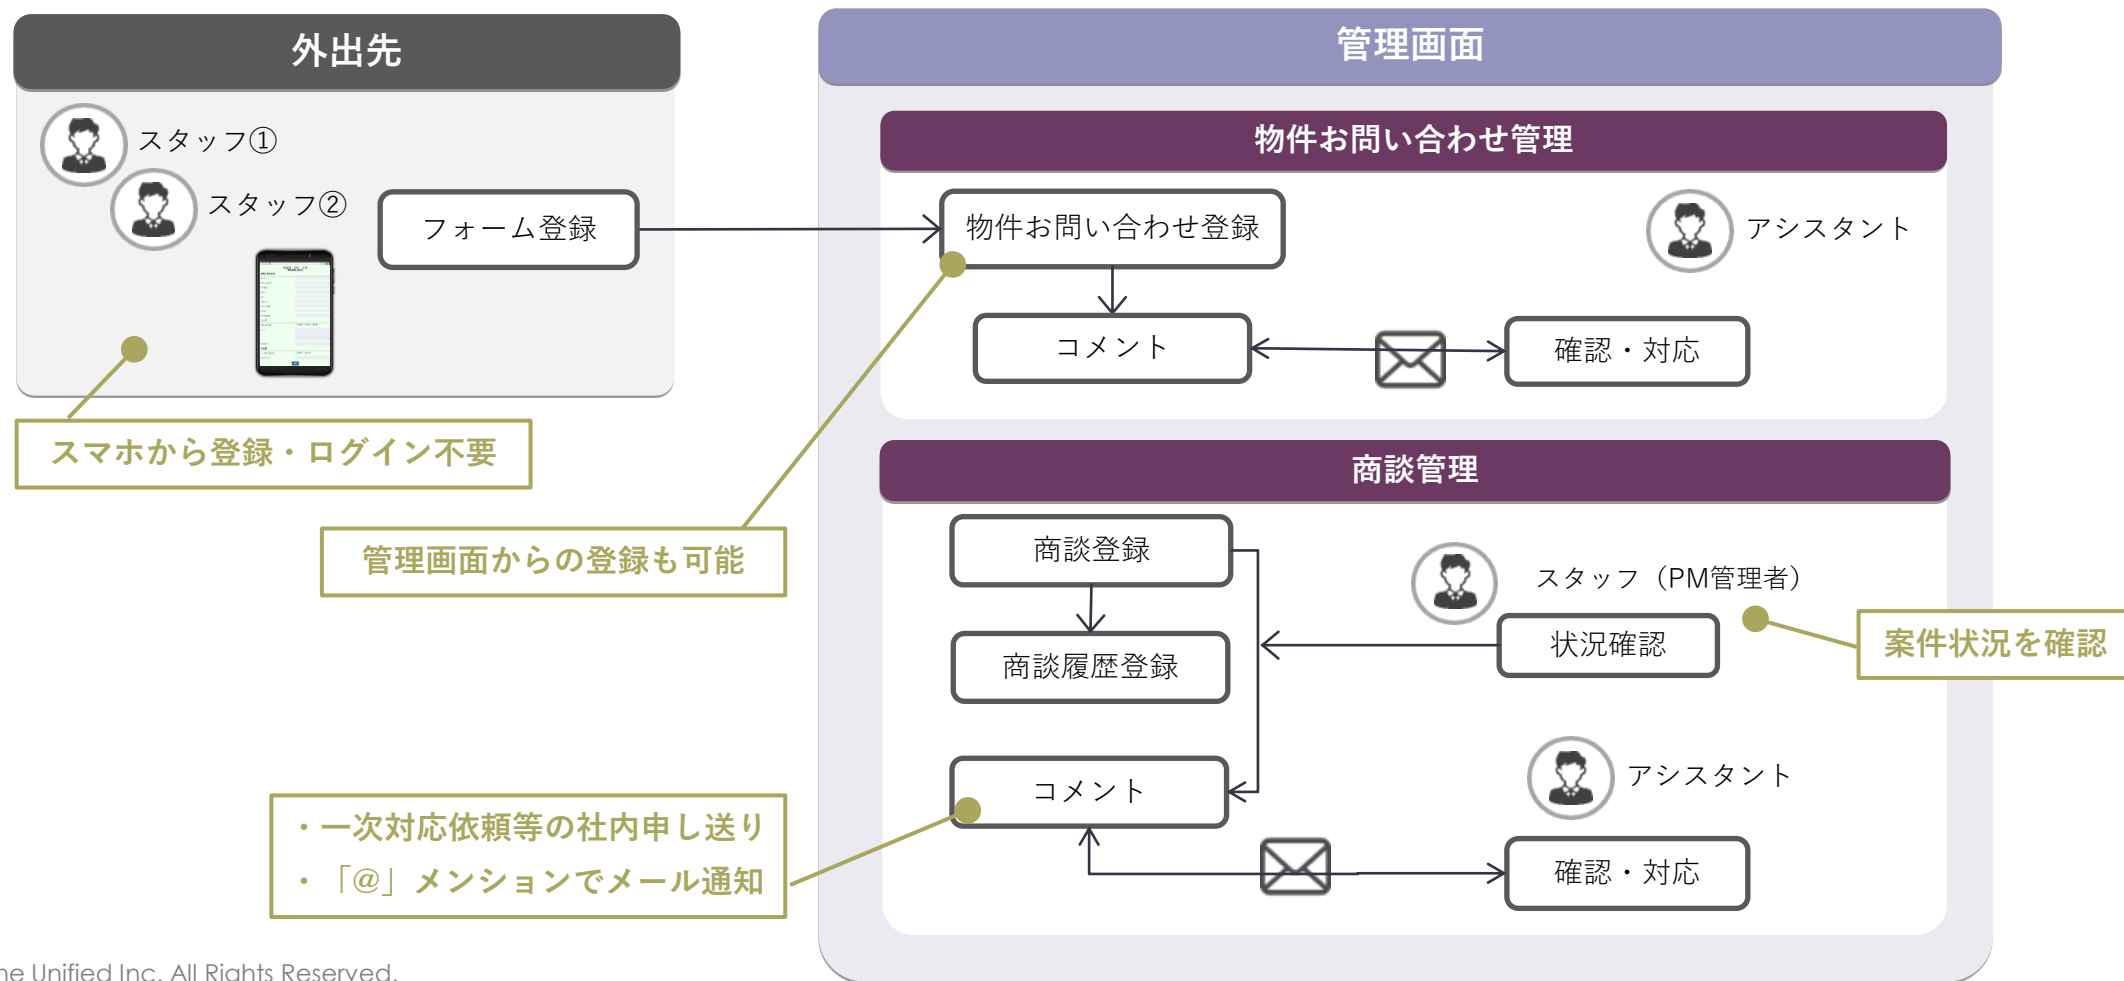 外出先
スタッフ①
スタッフ②
フォーム登録
スマホから登録・ログイン不要
管理画面からの登録も可能
管理画面
物件お問い合わせ管理
物件お問い合わせ登録
アシスタント
コメント
確認・対応
商談管理
商談登録
スタッフ（PM管理者）
状況確認
案件状況を確認
商談履歴登録
コメント
アシスタント
確認・対応
・一次対応依頼等の社内申し送り
・「@」メンションでメール通知
ne Unified Inc. All Rights Reserved.